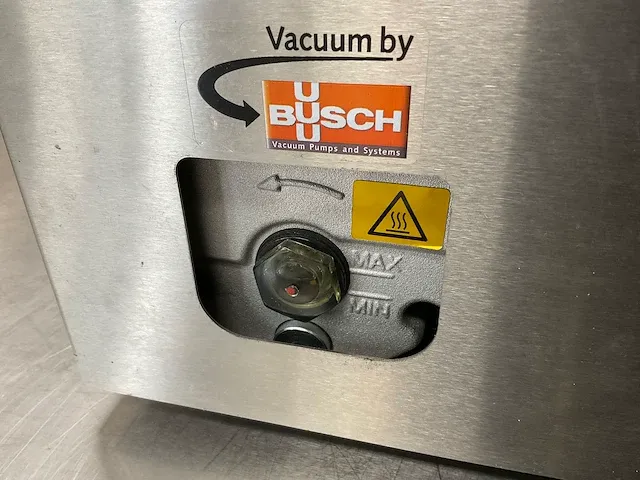 Vacuum by
U
BUSCH
U
Vacuum Pumps and Systems
MAX
MIN